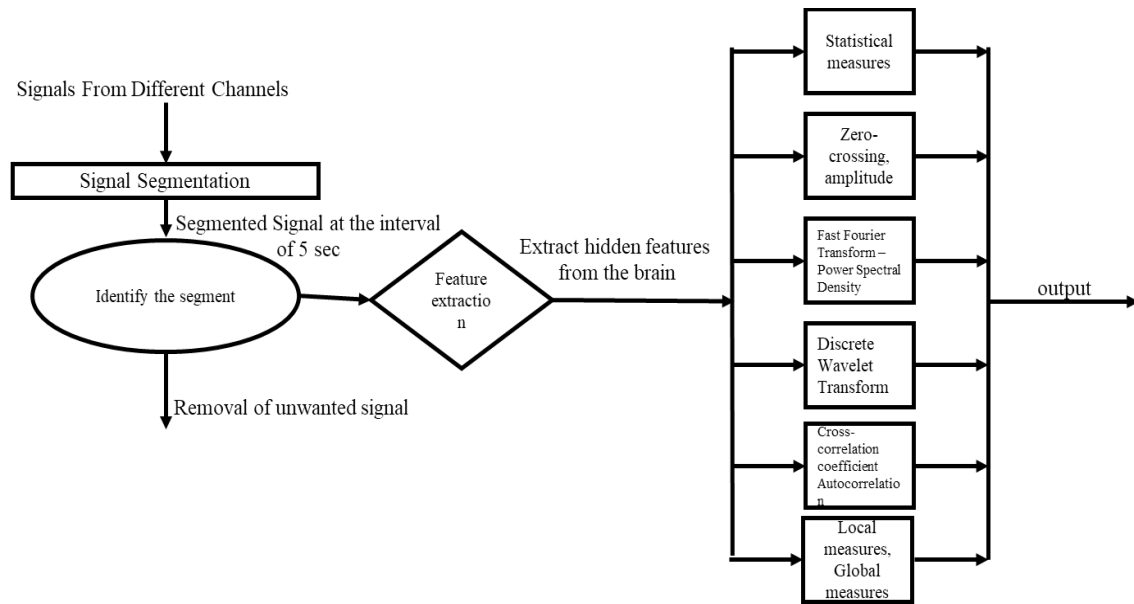 Signals From Different Channels
Signal Segmentation
Segmented Signal at the interval
of 5 sec
Identify the segment
Removal of unwanted signal
Feature
extractio
n
Extract hidden features
from the brain
Statistical
measures
Zero-
crossing,
amplitude
Fast Fourier
Transform –
Power Spectral
Density
Discrete
Wavelet
Transform
Cross-
correlation
coefficient
Autocorrelatio
n
Local
measures,
Global
measures
output